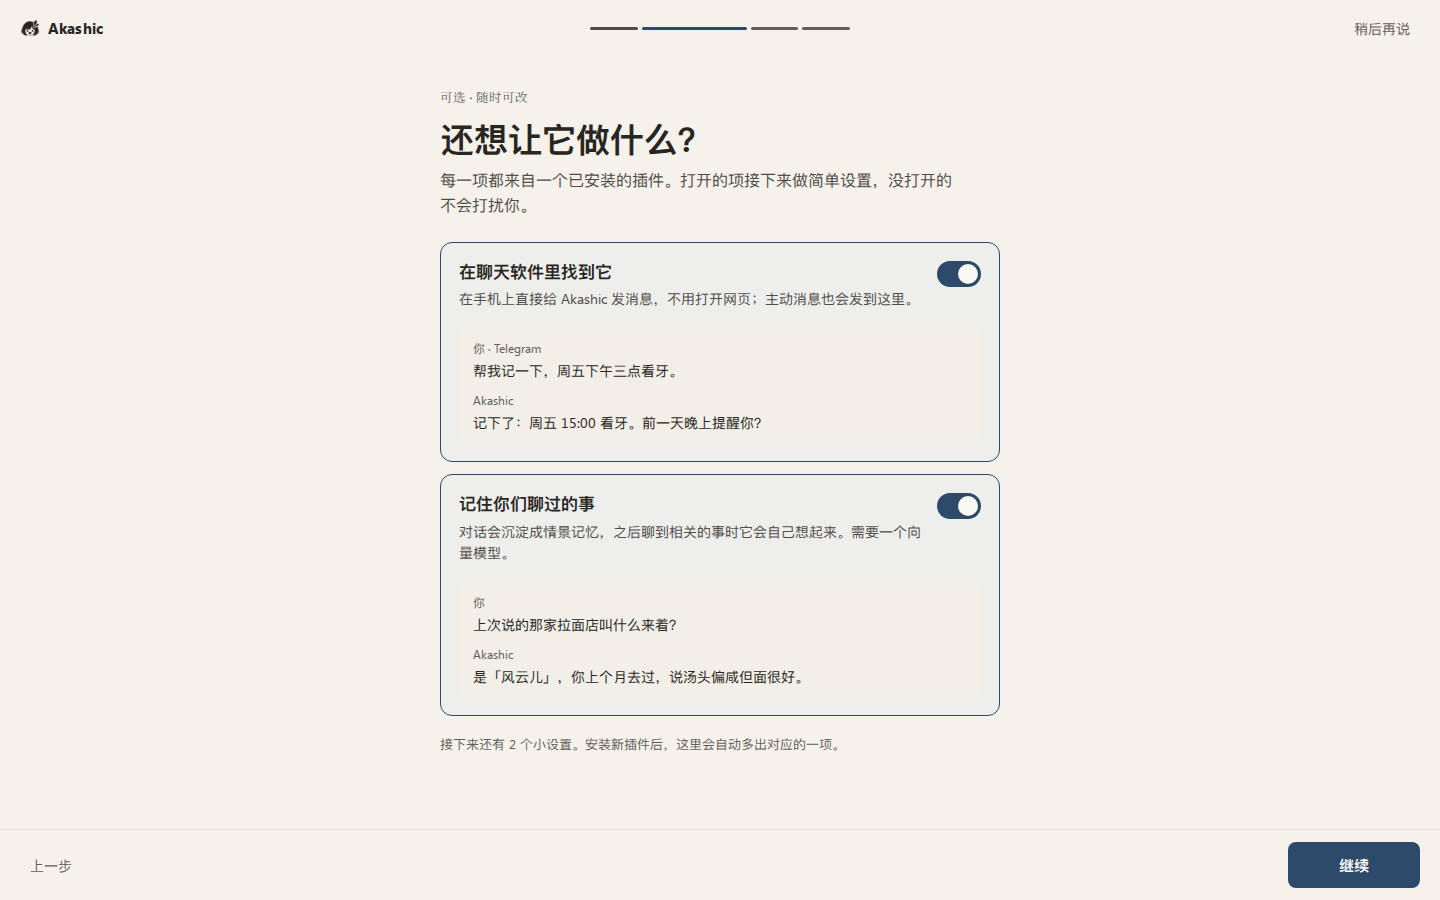 Akashic
稍后再说
可选 · 随时可改
还想让它做什么？
每一项都来自一个已安装的插件。打开的项接下来做简单设置，没打开的
不会打扰你。
在聊天软件里找到它
在手机上直接给 Akashic 发消息，不用打开网页；主动消息也会发到这里。
你 · Telegram
帮我记一下，周五下午三点看牙。
Akashic
记下了：周五 15:00 看牙。前一天晚上提醒你？
记住你们聊过的事
对话会沉淀成情景记忆，之后聊到相关的事时它会自己想起来。需要一个向
量模型。
你
上次说的那家拉面店叫什么来着？
Akashic
是「风云儿」，你上个月去过，说汤头偏咸但面很好。
接下来还有 2 个小设置。安装新插件后，这里会自动多出对应的一项。
上一步
继续